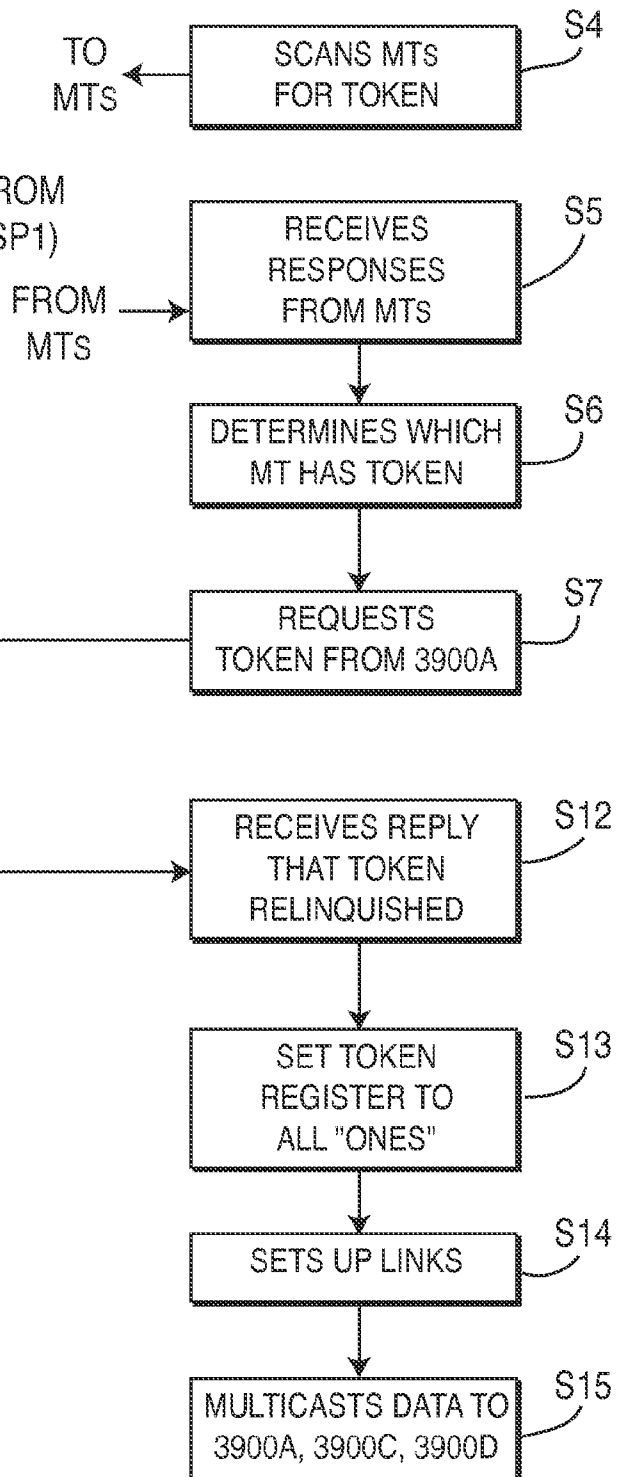 S4
TO
MTs
SCANS MTs
FOR TOKEN
ROM
SP1)
S5
RECEIVES
RESPONSES
FROM MTs
FROM
MTs
S6
DETERMINES WHICH
MT HAS TOKEN
S7
REQUESTS
TOKEN FROM 3900A
S12
RECEIVES REPLY
THAT TOKEN
RELINQUISHED
S13
SET TOKEN
REGISTER TO
ALL "ONES"
S14
SETS UP LINKS
S15
MULTICASTS DATA TO
3900A, 3900C, 3900D